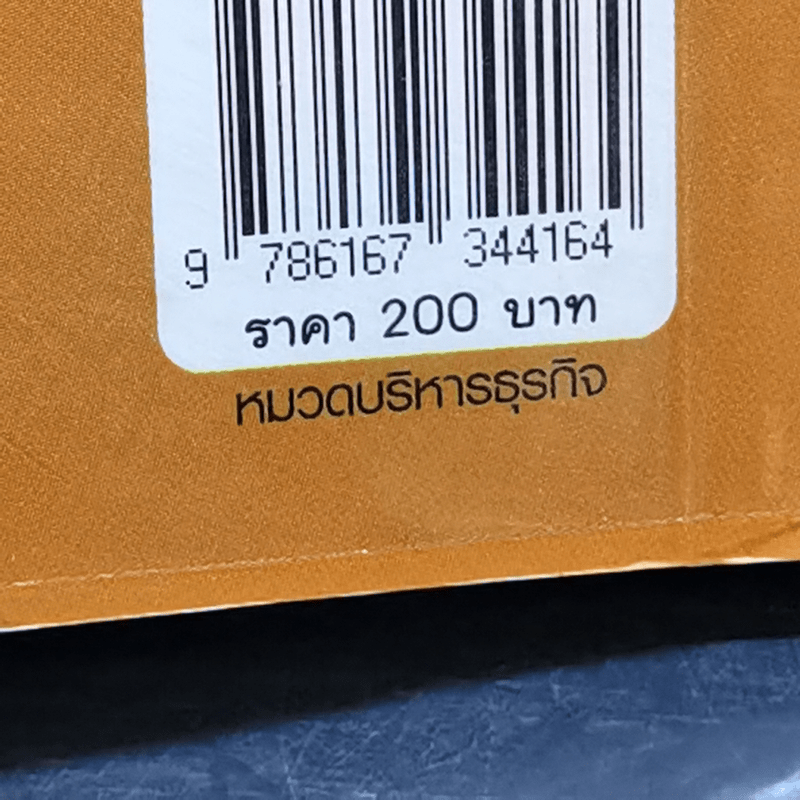 9 786167 344164
ราคา 200 บาท
หมวดบริหารธุรกิจ